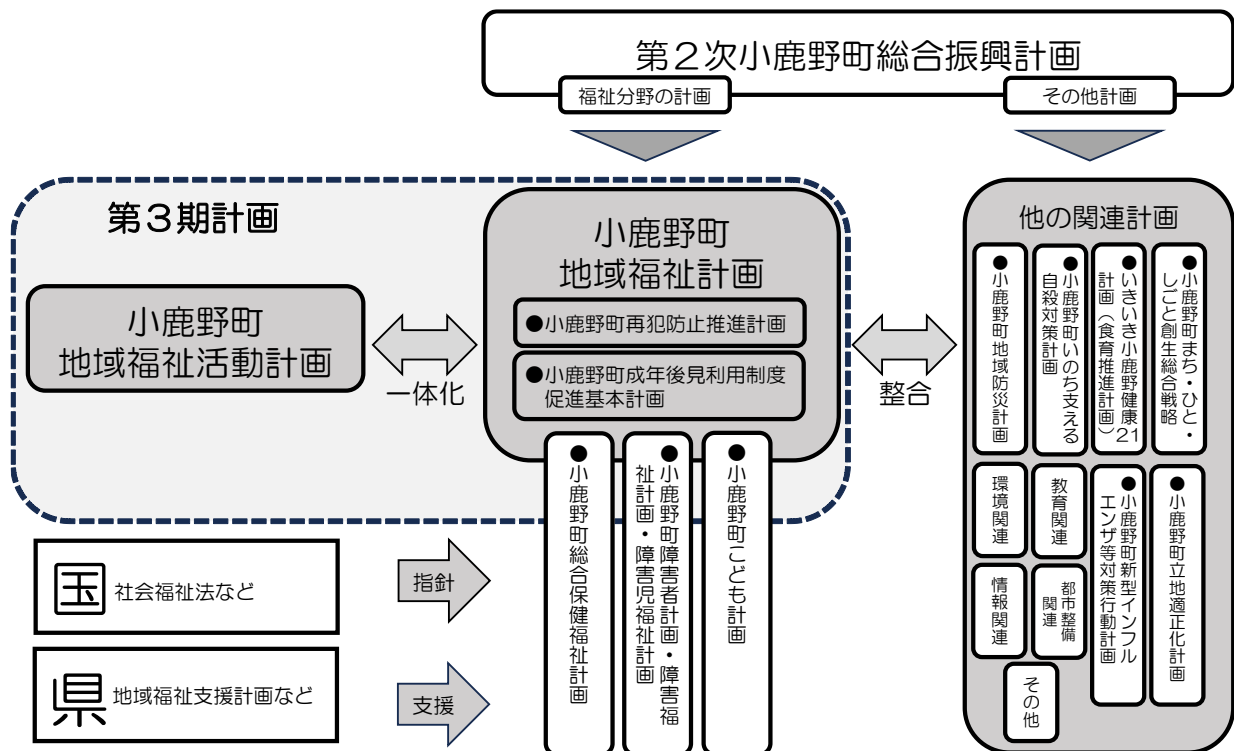 第２次小鹿野町総合振興計画
福祉分野の計画
その他計画
第３期計画
小鹿野町
地域福祉活動計画
一体化
小鹿野町
地域福祉計画
●小鹿野町再犯防止推進計画
●小鹿野町成年後見利用制度
促進基本計画
●小鹿野町総合保健福祉計画
●小鹿野町障害者計画・障害福
祉計画・障害児福祉計画
●小鹿野町こども計画
整合
他の関連計画
●小鹿野町地域防災計画
●小鹿野町いのち支える
自殺対策計画
●いきいき小鹿野健康21
計画（食育推進計画）
●小鹿野町まち・ひと・
しごと創生総合戦略
環境関連
教育関連
●小鹿野町新型インフル
エンザ等対策行動計画
●小鹿野町立地適正化計画
情報関連
都市整備
関連
その他
国 社会福祉法など
指針
県 地域福祉支援計画など
支援